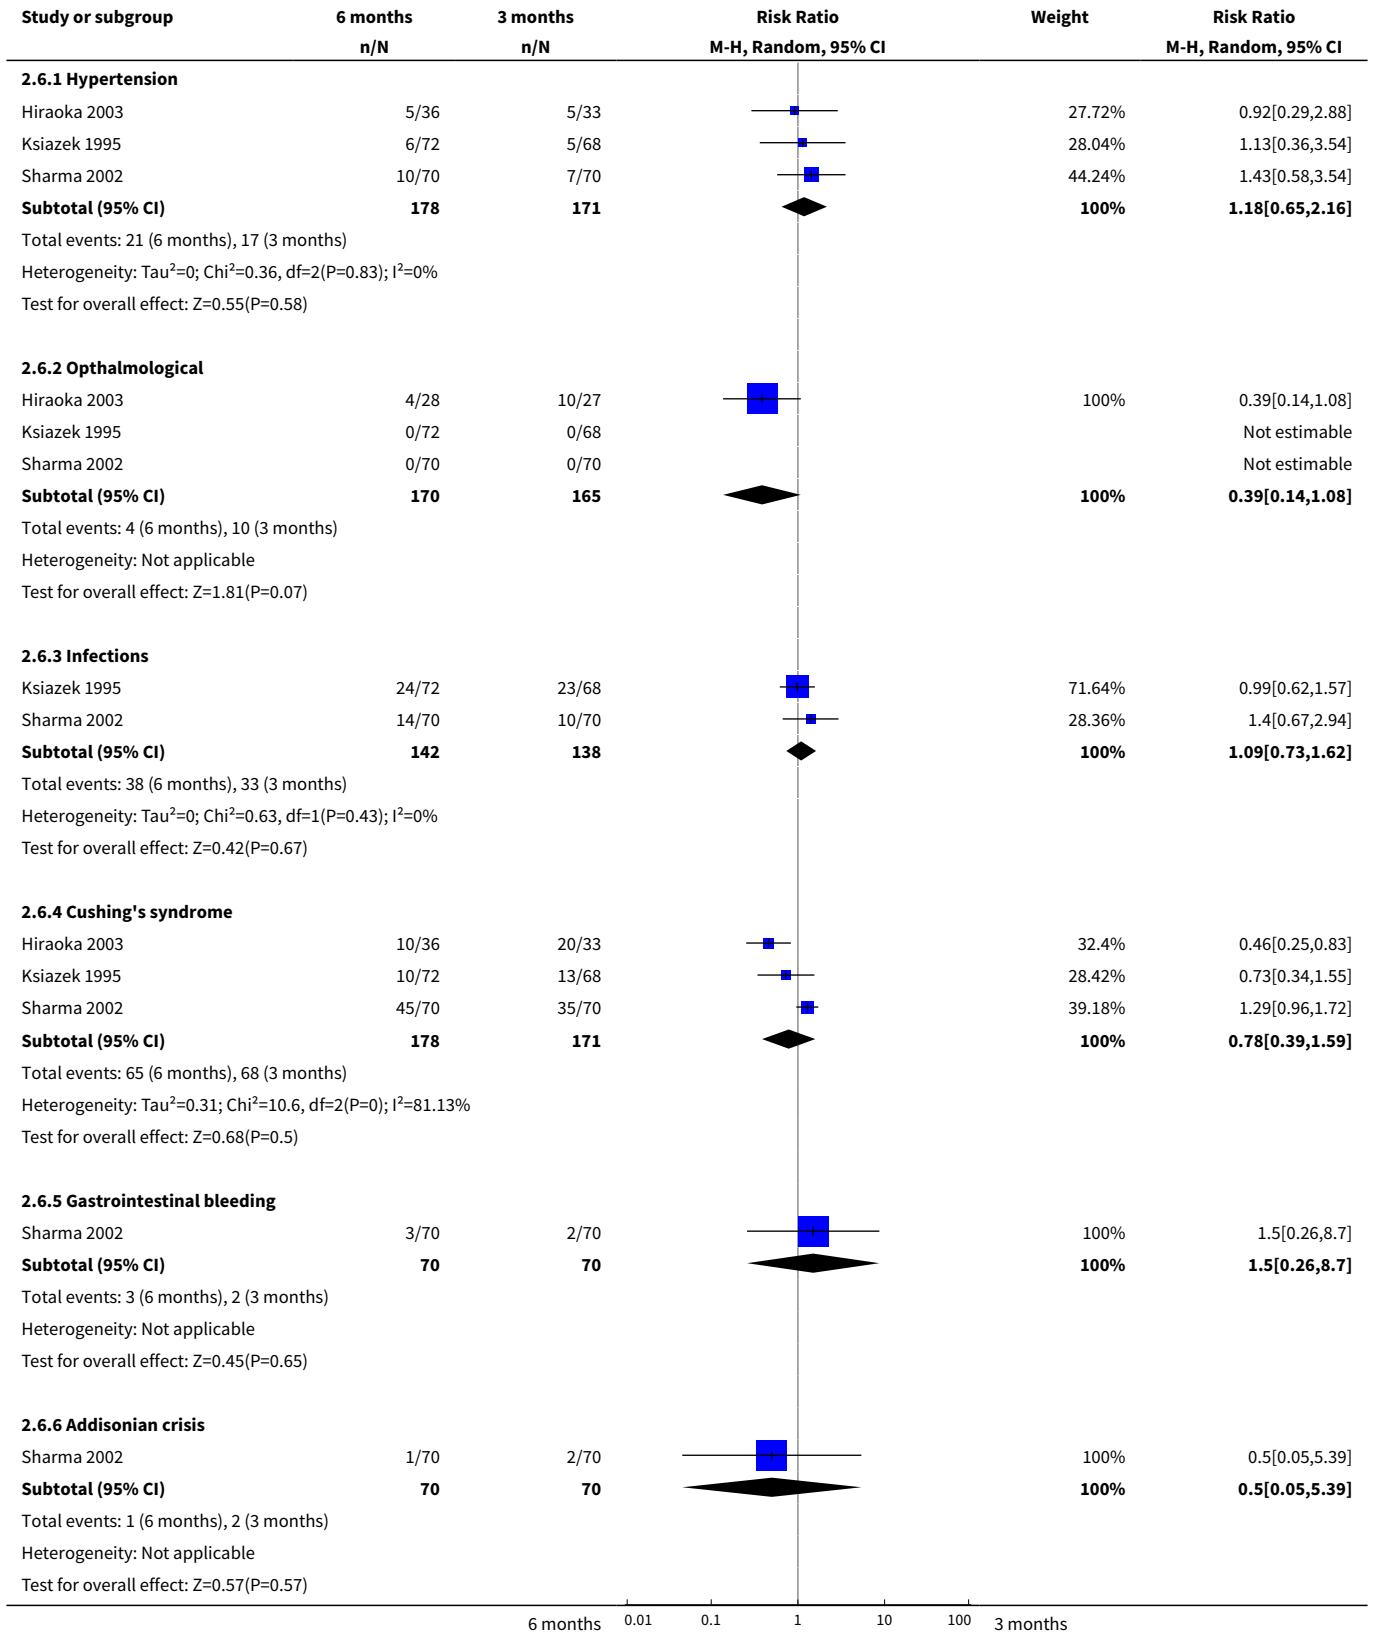 Study or subgroup 6 months 3 months Risk Ratio Weight Risk Ratio
n/N n/N M-H, Random, 95% CI M-H, Random, 95% CI
2.6.1 Hypertension
Hiraoka 2003 5/36 5/33 27.72% 0.92[0.29,2.88]
Ksiazek 1995 6/72 5/68 28.04% 1.13[0.36,3.54]
Sharma 2002 10/70 7/70 44.24% 1.43[0.58,3.54]
Subtotal (95% CI) 178 171 100% 1.18[0.65,2.16]
Total events: 21 (6 months), 17 (3 months)
Heterogeneity: Tau²=0; Chi²=0.36, df=2(P=0.83); I²=0%
Test for overall effect: Z=0.55(P=0.58)
2.6.2 Opthalmological
Hiraoka 2003 4/28 10/27 100% 0.39[0.14,1.08]
Ksiazek 1995 0/72 0/68 Not estimable
Sharma 2002 0/70 0/70 Not estimable
Subtotal (95% CI) 170 165 100% 0.39[0.14,1.08]
Total events: 4 (6 months), 10 (3 months)
Heterogeneity: Not applicable
Test for overall effect: Z=1.81(P=0.07)
2.6.3 Infections
Ksiazek 1995 24/72 23/68 71.64% 0.99[0.62,1.57]
Sharma 2002 14/70 10/70 28.36% 1.4[0.67,2.94]
Subtotal (95% CI) 142 138 100% 1.09[0.73,1.62]
Total events: 38 (6 months), 33 (3 months)
Heterogeneity: Tau²=0; Chi²=0.63, df=1(P=0.43); I²=0%
Test for overall effect: Z=0.42(P=0.67)
2.6.4 Cushing's syndrome
Hiraoka 2003 10/36 20/33 32.4% 0.46[0.25,0.83]
Ksiazek 1995 10/72 13/68 28.42% 0.73[0.34,1.55]
Sharma 2002 45/70 35/70 39.18% 1.29[0.96,1.72]
Subtotal (95% CI) 178 171 100% 0.78[0.39,1.59]
Total events: 65 (6 months), 68 (3 months)
Heterogeneity: Tau²=0.31; Chi²=10.6, df=2(P=0); I²=81.13%
Test for overall effect: Z=0.68(P=0.5)
2.6.5 Gastrointestinal bleeding
Sharma 2002 3/70 2/70 100% 1.5[0.26,8.7]
Subtotal (95% CI) 70 70 100% 1.5[0.26,8.7]
Total events: 3 (6 months), 2 (3 months)
Heterogeneity: Not applicable
Test for overall effect: Z=0.45(P=0.65)
2.6.6 Addisonian crisis
Sharma 2002 1/70 2/70 100% 0.5[0.05,5.39]
Subtotal (95% CI) 70 70 100% 0.5[0.05,5.39]
Total events: 1 (6 months), 2 (3 months)
Heterogeneity: Not applicable
Test for overall effect: Z=0.57(P=0.57)
6 months 0.01 0.1 1 10 100 3 months